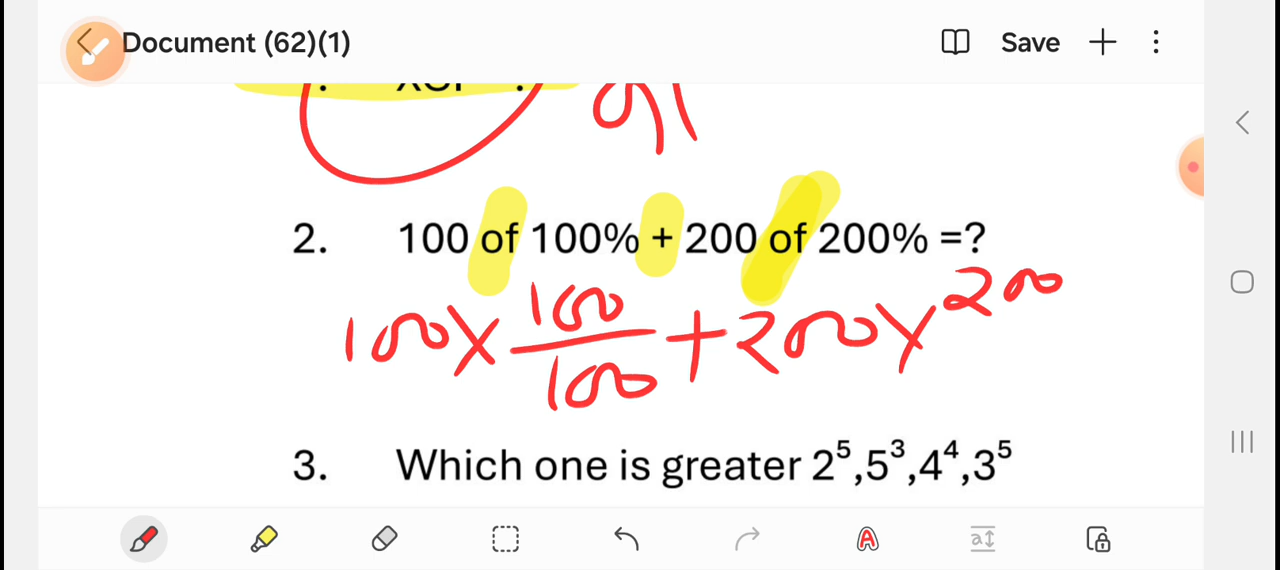 Document (62)(1) Save
2. 100 of 100% + 200 of 200% =?
100 × 100/100 + 200 × 200
3. Which one is greater 2⁵,5³,4⁴,3⁵